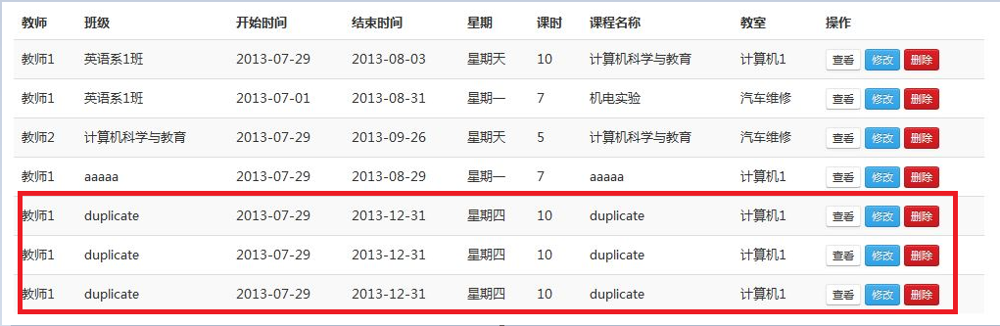 教师 班级 开始时间 结束时间 星期 课时 课程名称 教室 操作
教师1 英语系1班 2013-07-29 2013-08-03 星期天 10 计算机科学与教育 计算机1 查看 修改 删除
教师1 英语系1班 2013-07-01 2013-08-31 星期一 7 机电实验 汽车维修 查看 修改 删除
教师2 计算机科学与教育 2013-07-29 2013-09-26 星期天 5 计算机科学与教育 汽车维修 查看 修改 删除
教师1 aaaaa 2013-07-29 2013-08-29 星期一 7 aaaaa 计算机1 查看 修改 删除
教师1 duplicate 2013-07-29 2013-12-31 星期四 10 duplicate 计算机1 查看 修改 删除
教师1 duplicate 2013-07-29 2013-12-31 星期四 10 duplicate 计算机1 查看 修改 删除
教师1 duplicate 2013-07-29 2013-12-31 星期四 10 duplicate 计算机1 查看 修改 删除